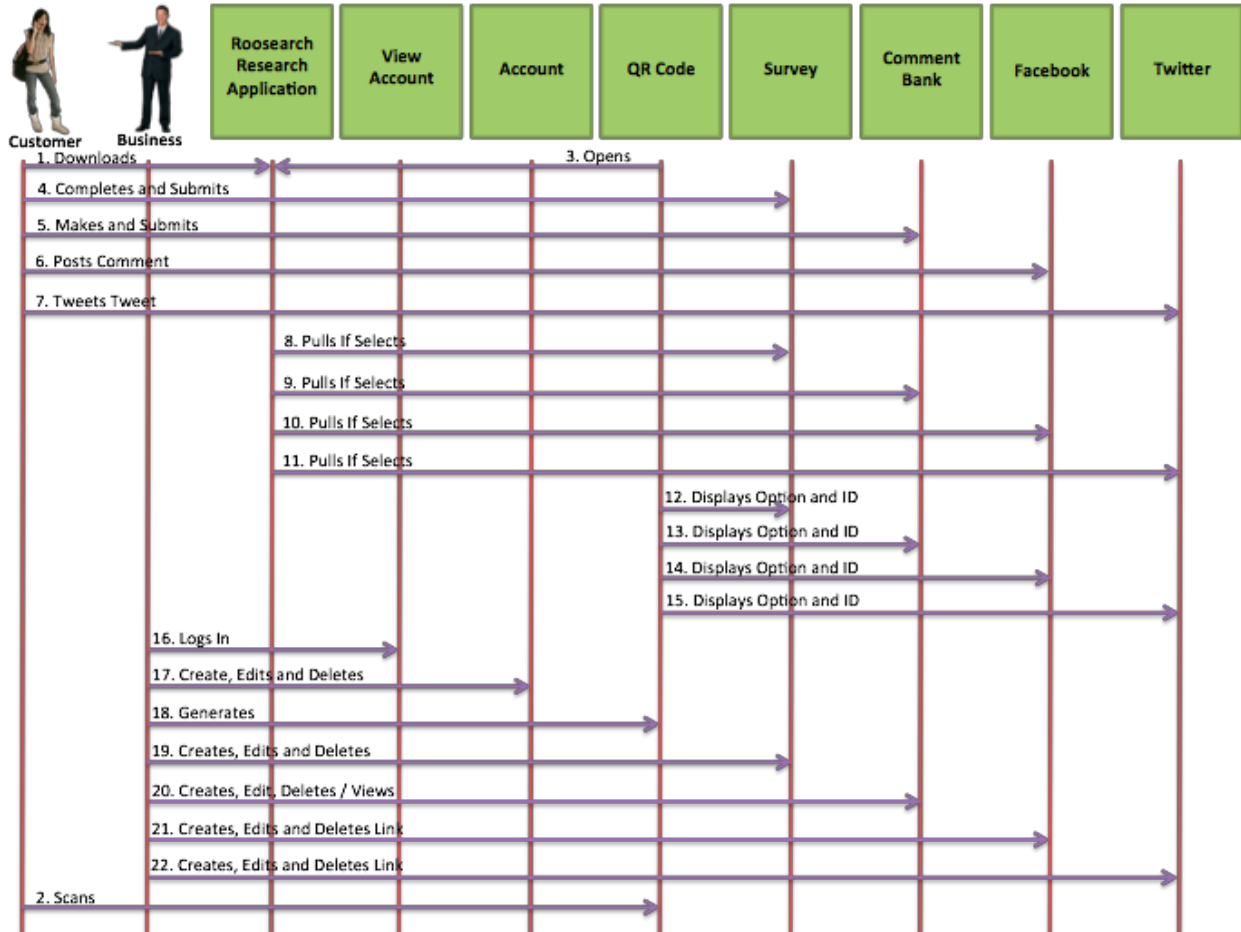 Roosearch
Research
Application
View
Account
Account
QR Code
Survey
Comment
Bank
Facebook
Twitter
Customer
Business
1. Downloads
3. Opens
4. Completes and Submits
5. Makes and Submits
6. Posts Comment
7. Tweets Tweet
8. Pulls If Selects
9. Pulls If Selects
10. Pulls If Selects
11. Pulls If Selects
12. Displays Option and ID
13. Displays Option and ID
14. Displays Option and ID
15. Displays Option and ID
16. Logs In
17. Create, Edits and Deletes
18. Generates
19. Creates, Edits and Deletes
20. Creates, Edit, Deletes / Views
21. Creates, Edits and Deletes Link
22. Creates, Edits and Deletes Link
2. Scans